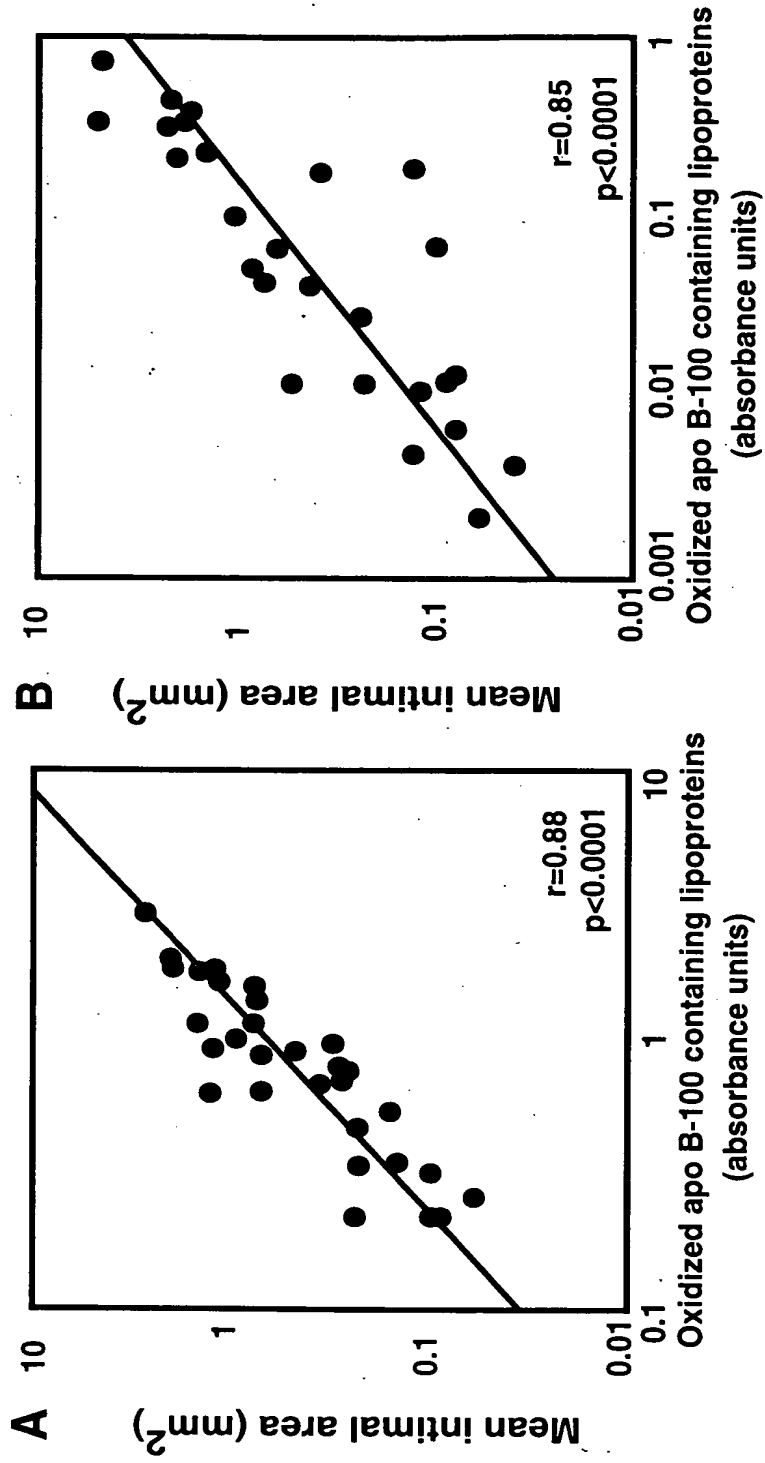 A
Mean intimal area (mm2)
10
1
0.1
0.01
r=0.88
p<0.0001
0.1
1
10
Oxidized apo B-100 containing lipoproteins
(absorbance units)
B
Mean intimal area (mm2)
10
1
0.1
0.01
r=0.85
p<0.0001
0.001
0.01
0.1
1
Oxidized apo B-100 containing lipoproteins
(absorbance units)